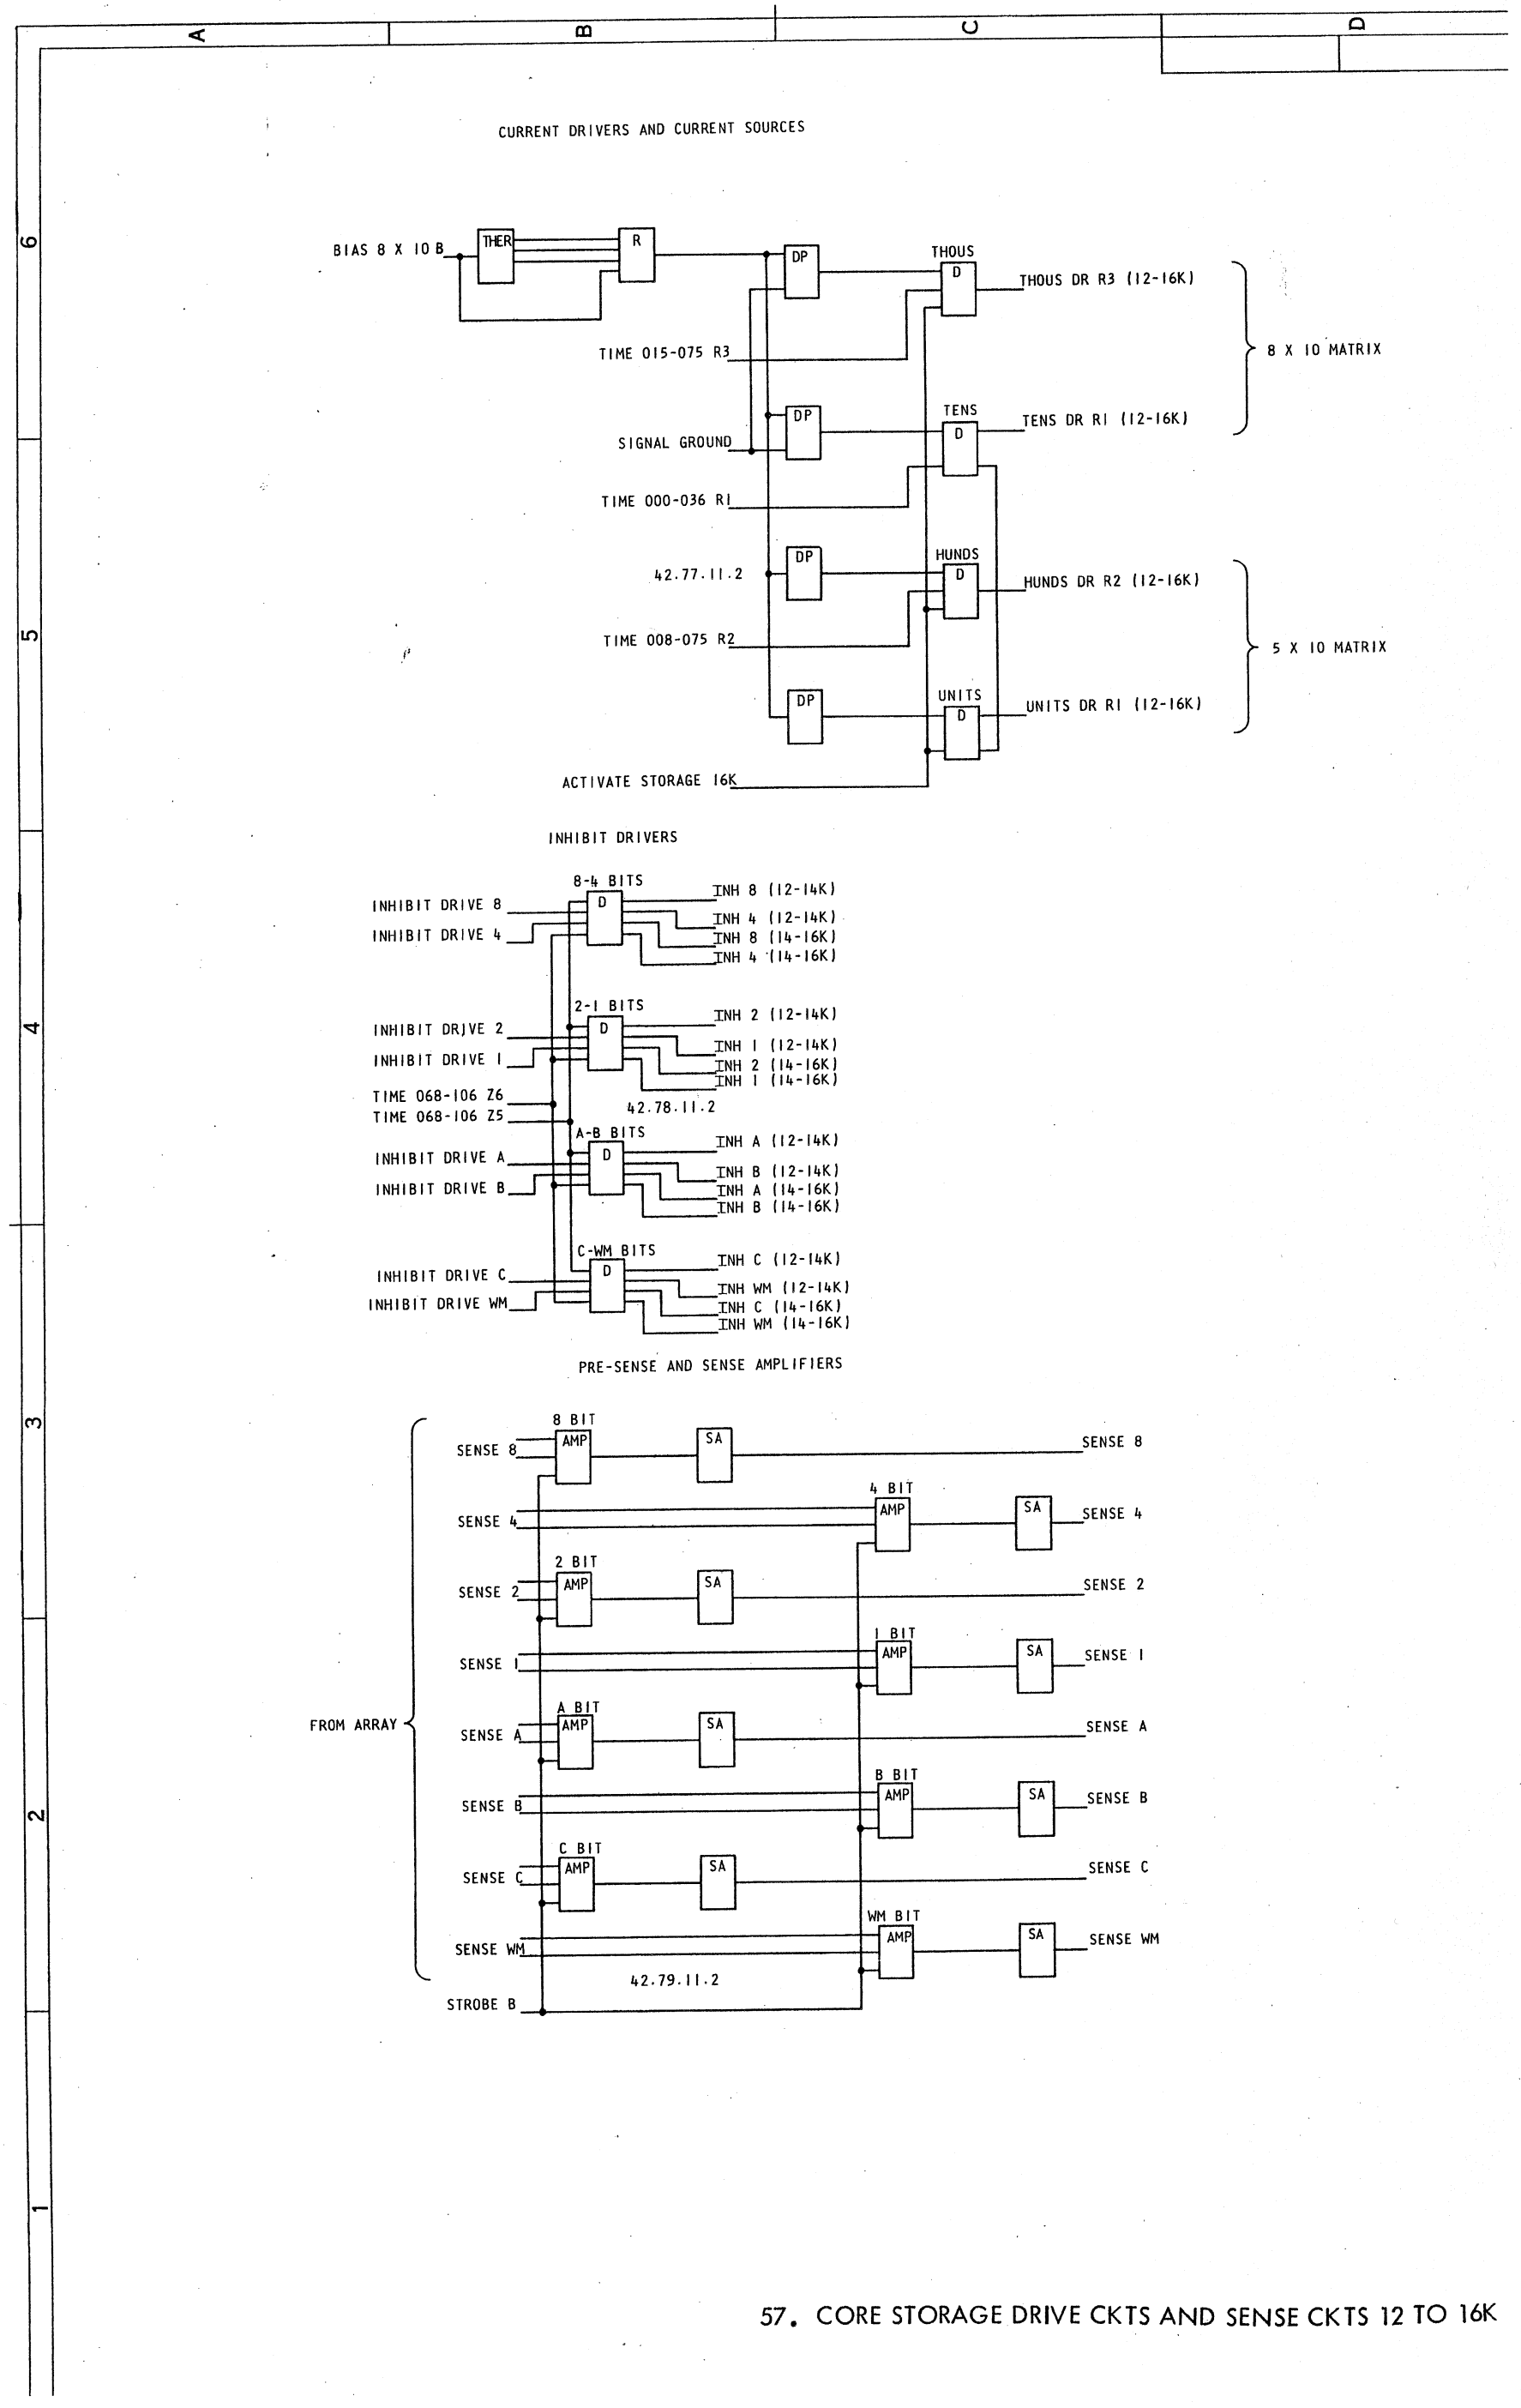 A
B
C
D
6
5
4
3
2
1
CURRENT DRIVERS AND CURRENT SOURCES
BIAS 8 X 10 B
THER
R
DP
THOUS
D
THOUS DR R3 (12-16K)
TIME 015-075 R3
8 X 10 MATRIX
DP
TENS
D
TENS DR R1 (12-16K)
SIGNAL GROUND
TIME 000-036 R1
DP
HUNDS
D
42.77.11.2
HUNDS DR R2 (12-16K)
TIME 008-075 R2
5 X 10 MATRIX
DP
UNITS
D
UNITS DR R1 (12-16K)
ACTIVATE STORAGE 16K
INHIBIT DRIVERS
8-4 BITS
D
INHIBIT DRIVE 8
INHIBIT DRIVE 4
INH 8 (12-14K)
INH 4 (12-14K)
INH 8 (14-16K)
INH 4 (14-16K)
2-1 BITS
D
INHIBIT DRIVE 2
INHIBIT DRIVE 1
INH 2 (12-14K)
INH 1 (12-14K)
INH 2 (14-16K)
INH 1 (14-16K)
TIME 068-106 Z6
TIME 068-106 Z5
42.78.11.2
A-B BITS
D
INHIBIT DRIVE A
INHIBIT DRIVE B
INH A (12-14K)
INH B (12-14K)
INH A (14-16K)
INH B (14-16K)
C-WM BITS
D
INHIBIT DRIVE C
INHIBIT DRIVE WM
INH C (12-14K)
INH WM (12-14K)
INH C (14-16K)
INH WM (14-16K)
PRE-SENSE AND SENSE AMPLIFIERS
8 BIT
SENSE 8
AMP
SA
SENSE 8
4 BIT
SENSE 4
AMP
SA
SENSE 4
2 BIT
SENSE 2
AMP
SA
SENSE 2
1 BIT
SENSE 1
AMP
SA
SENSE 1
FROM ARRAY
A BIT
SENSE A
AMP
SA
SENSE A
B BIT
SENSE B
AMP
SA
SENSE B
C BIT
SENSE C
AMP
SA
SENSE C
WM BIT
SENSE WM
AMP
SA
SENSE WM
42.79.11.2
STROBE B
57. CORE STORAGE DRIVE CKTS AND SENSE CKTS 12 TO 16K